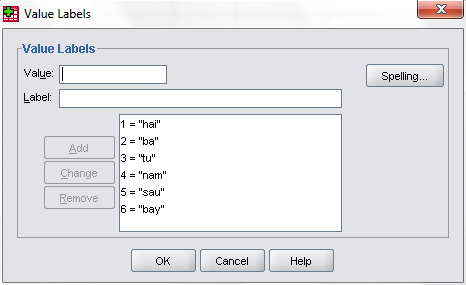 Value Labels
Value Labels
Value:
Spelling...
Label:
1 = "hai"
2 = "ba"
3 = "tu"
4 = "nam"
5 = "sau"
6 = "bay"
Add
Change
Remove
OK Cancel Help